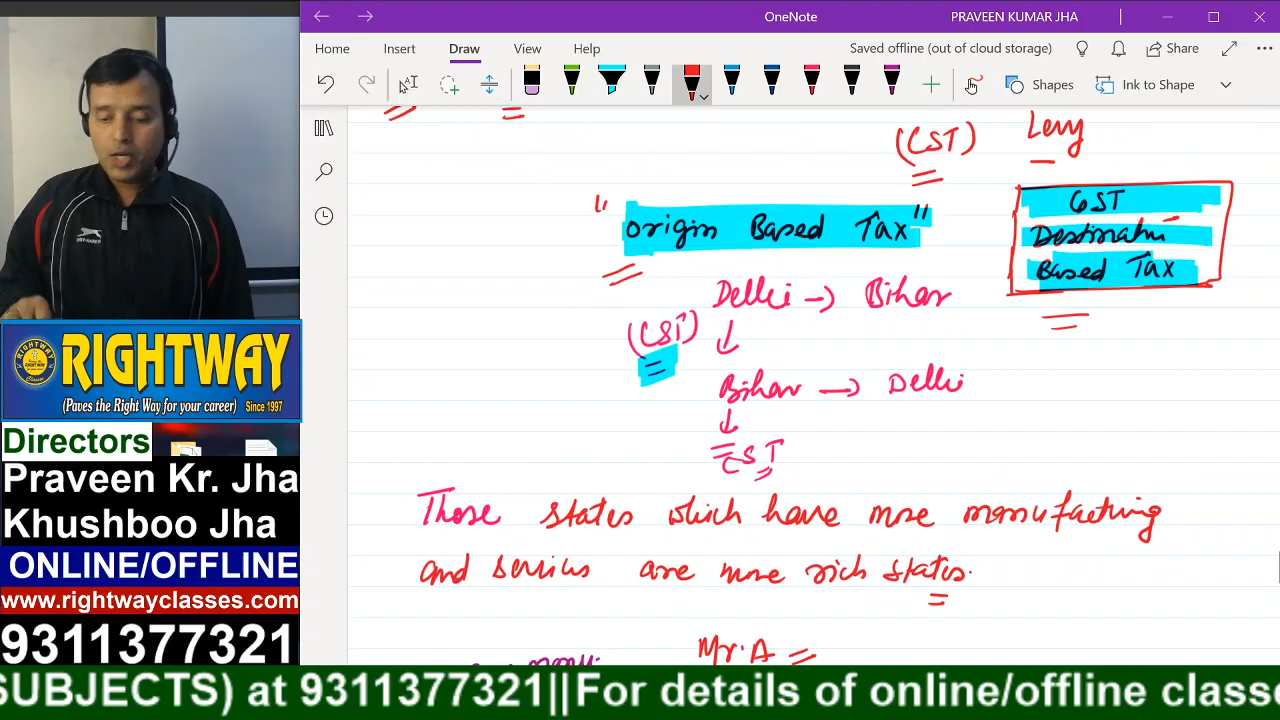 OneNote
PRAVEEN KUMAR JHA
Home Insert Draw View Help
Saved offline (out of cloud storage)
Share
Shapes
Ink to Shape
(CST)
Levy
"Origin Based Tax"
GST
Destinati
Based Tax
Delhi → Bihar
(CST)
Bihar → Delhi
CST
Those states which have more manufacturing
and services are more rich states.
Mr. A
DNY-KAREE
RIGHTWAY
(Paves the Right Way for your career) Since 1997
Directors
Praveen Kr. Jha
Khushboo Jha
ONLINE/OFFLINE
www.rightwayclasses.com
9311377321
SUBJECTS) at 9311377321||For details of online/offline classe